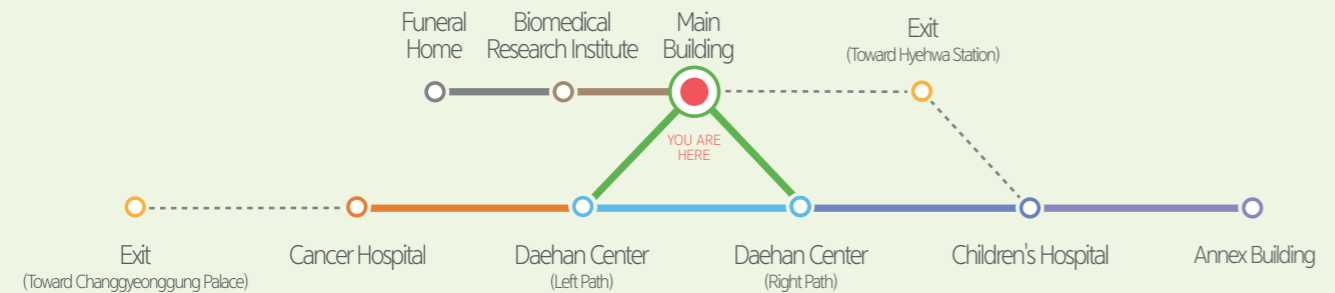 Funeral
Home
Biomedical
Research Institute
Main
Building
Exit
(Toward Hyehwa Station)
YOU ARE
HERE
Exit
(Toward Changgyeonggung Palace)
Cancer Hospital
Daehan Center
(Left Path)
Daehan Center
(Right Path)
Children's Hospital
Annex Building